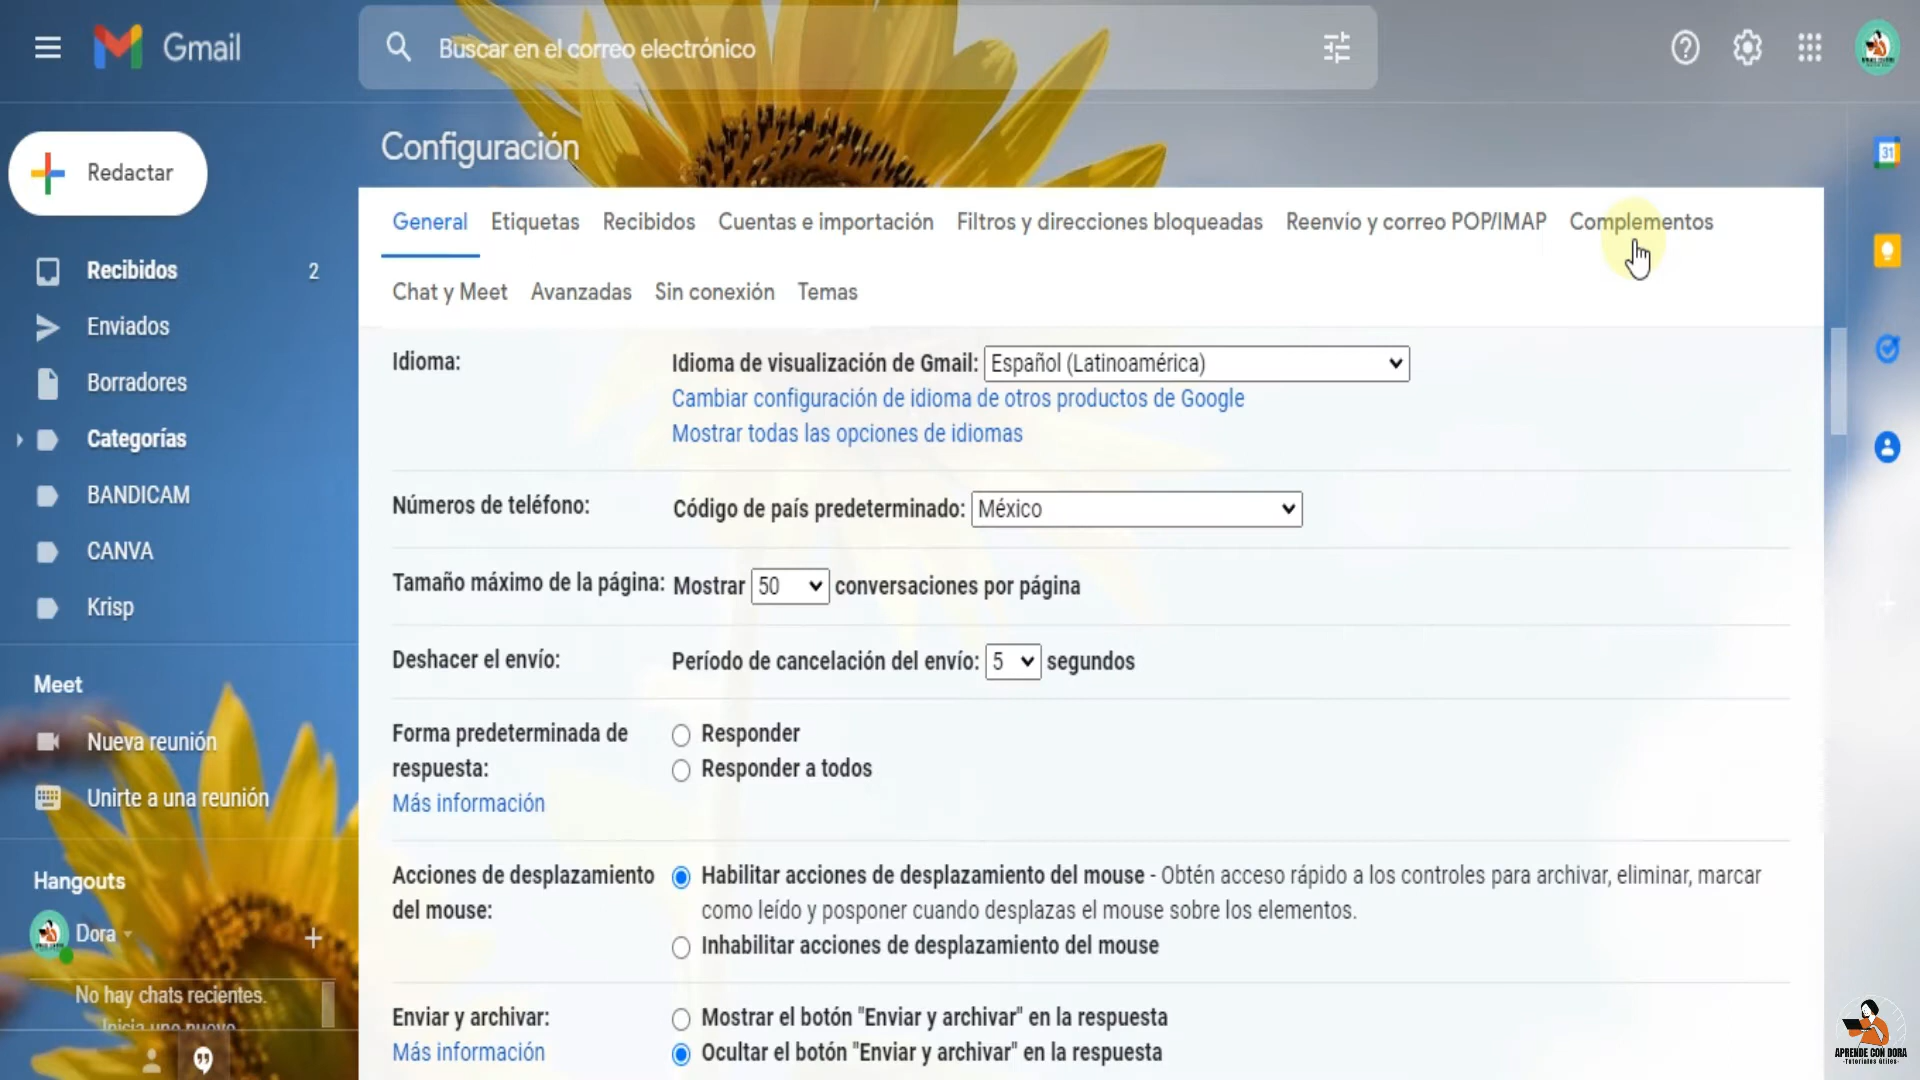 Gmail
Buscar en el correo electrónico
Redactar
Recibidos 2
Enviados
Borradores
Categorías
BANDICAM
CANVA
Krisp
Meet
Nueva reunión
Unirte a una reunión
Hangouts
Dora
No hay chats recientes.
Inicia uno nuevo
Configuración
General Etiquetas Recibidos Cuentas e importación Filtros y direcciones bloqueadas Reenvío y correo POP/IMAP Complementos
Chat y Meet Avanzadas Sin conexión Temas
Idioma: Idioma de visualización de Gmail: Español (Latinoamérica)
Cambiar configuración de idioma de otros productos de Google
Mostrar todas las opciones de idiomas
Números de teléfono: Código de país predeterminado: México
Tamaño máximo de la página: Mostrar 50 conversaciones por página
Deshacer el envío: Período de cancelación del envío: 5 segundos
Forma predeterminada de respuesta:
Más información
Responder
Responder a todos
Acciones de desplazamiento
del mouse:
Habilitar acciones de desplazamiento del mouse - Obtén acceso rápido a los controles para archivar, eliminar, marcar
como leído y posponer cuando desplazas el mouse sobre los elementos.
Inhabilitar acciones de desplazamiento del mouse
Enviar y archivar:
Más información
Mostrar el botón "Enviar y archivar" en la respuesta
Ocultar el botón "Enviar y archivar" en la respuesta
31
APRENDE CON DORA
-Tutoriales útiles-